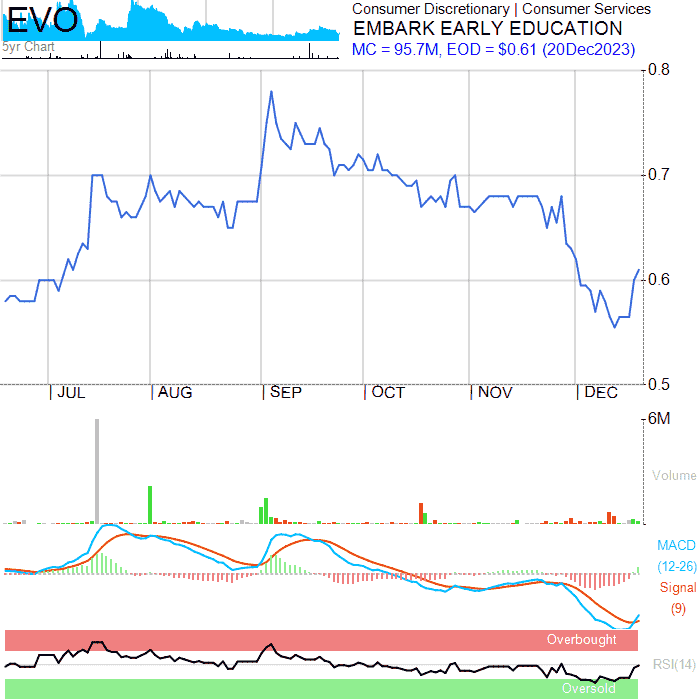 EVO
5yr Chart
Consumer Discretionary | Consumer Services
EMBARK EARLY EDUCATION
MC = 95.7M, EOD = $0.61 (20Dec2023)
0.8
0.7
0.6
0.5
| JUL | AUG | SEP | OCT | NOV | DEC
6M
Volume
MACD
(12-26)
Signal
(9)
Overbought
RSI(14)
Oversold